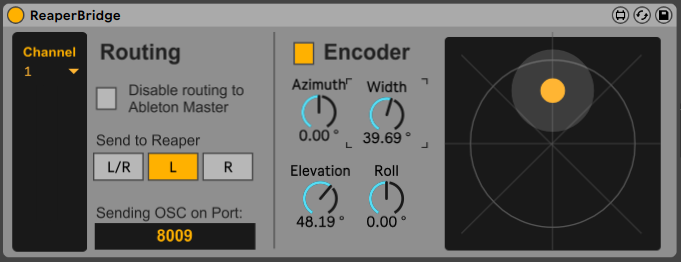 ReaperBridge
Channel
1
Routing
Disable routing to
Ableton Master
Send to Reaper
L/R L R
Sending OSC on Port:
8009
Encoder
Azimuth Width
0.00 ° 39.69 °
Elevation Roll
48.19 ° 0.00 °